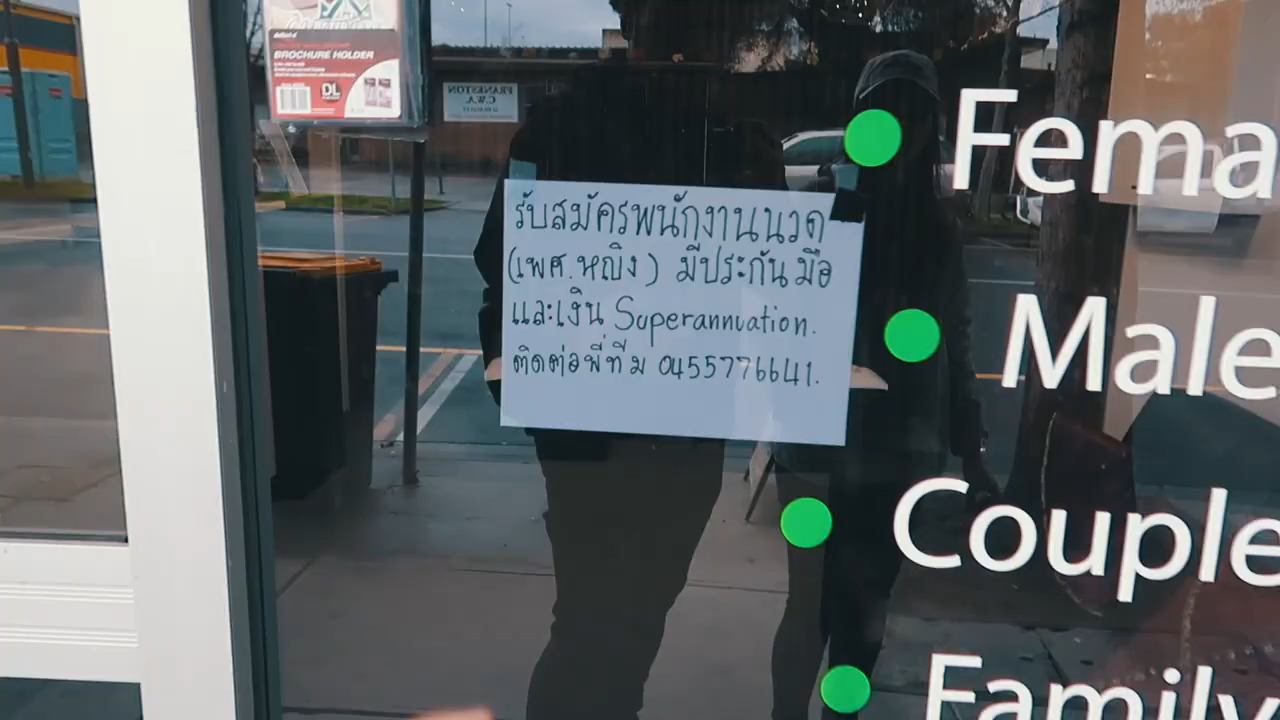 BROCHURE HOLDER
DL
FRANKSTON
C.W.A.
รับสมัครพนักงานนวด
(เพศ.หญิง) มีประกันมือ
และเงิน Superannuation.
ติดต่อพี่ทีม 0455776641.
Fema
Male
Couple
Family